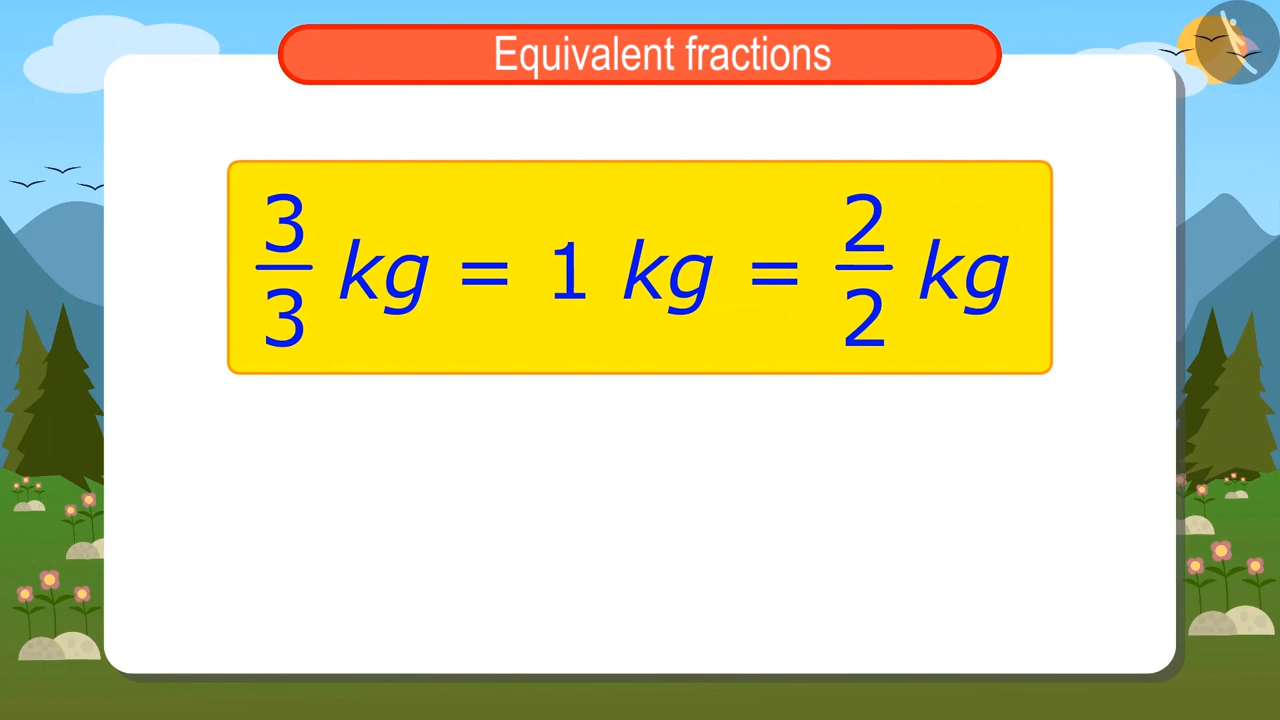 Equivalent fractions
3/3 kg = 1 kg = 2/2 kg